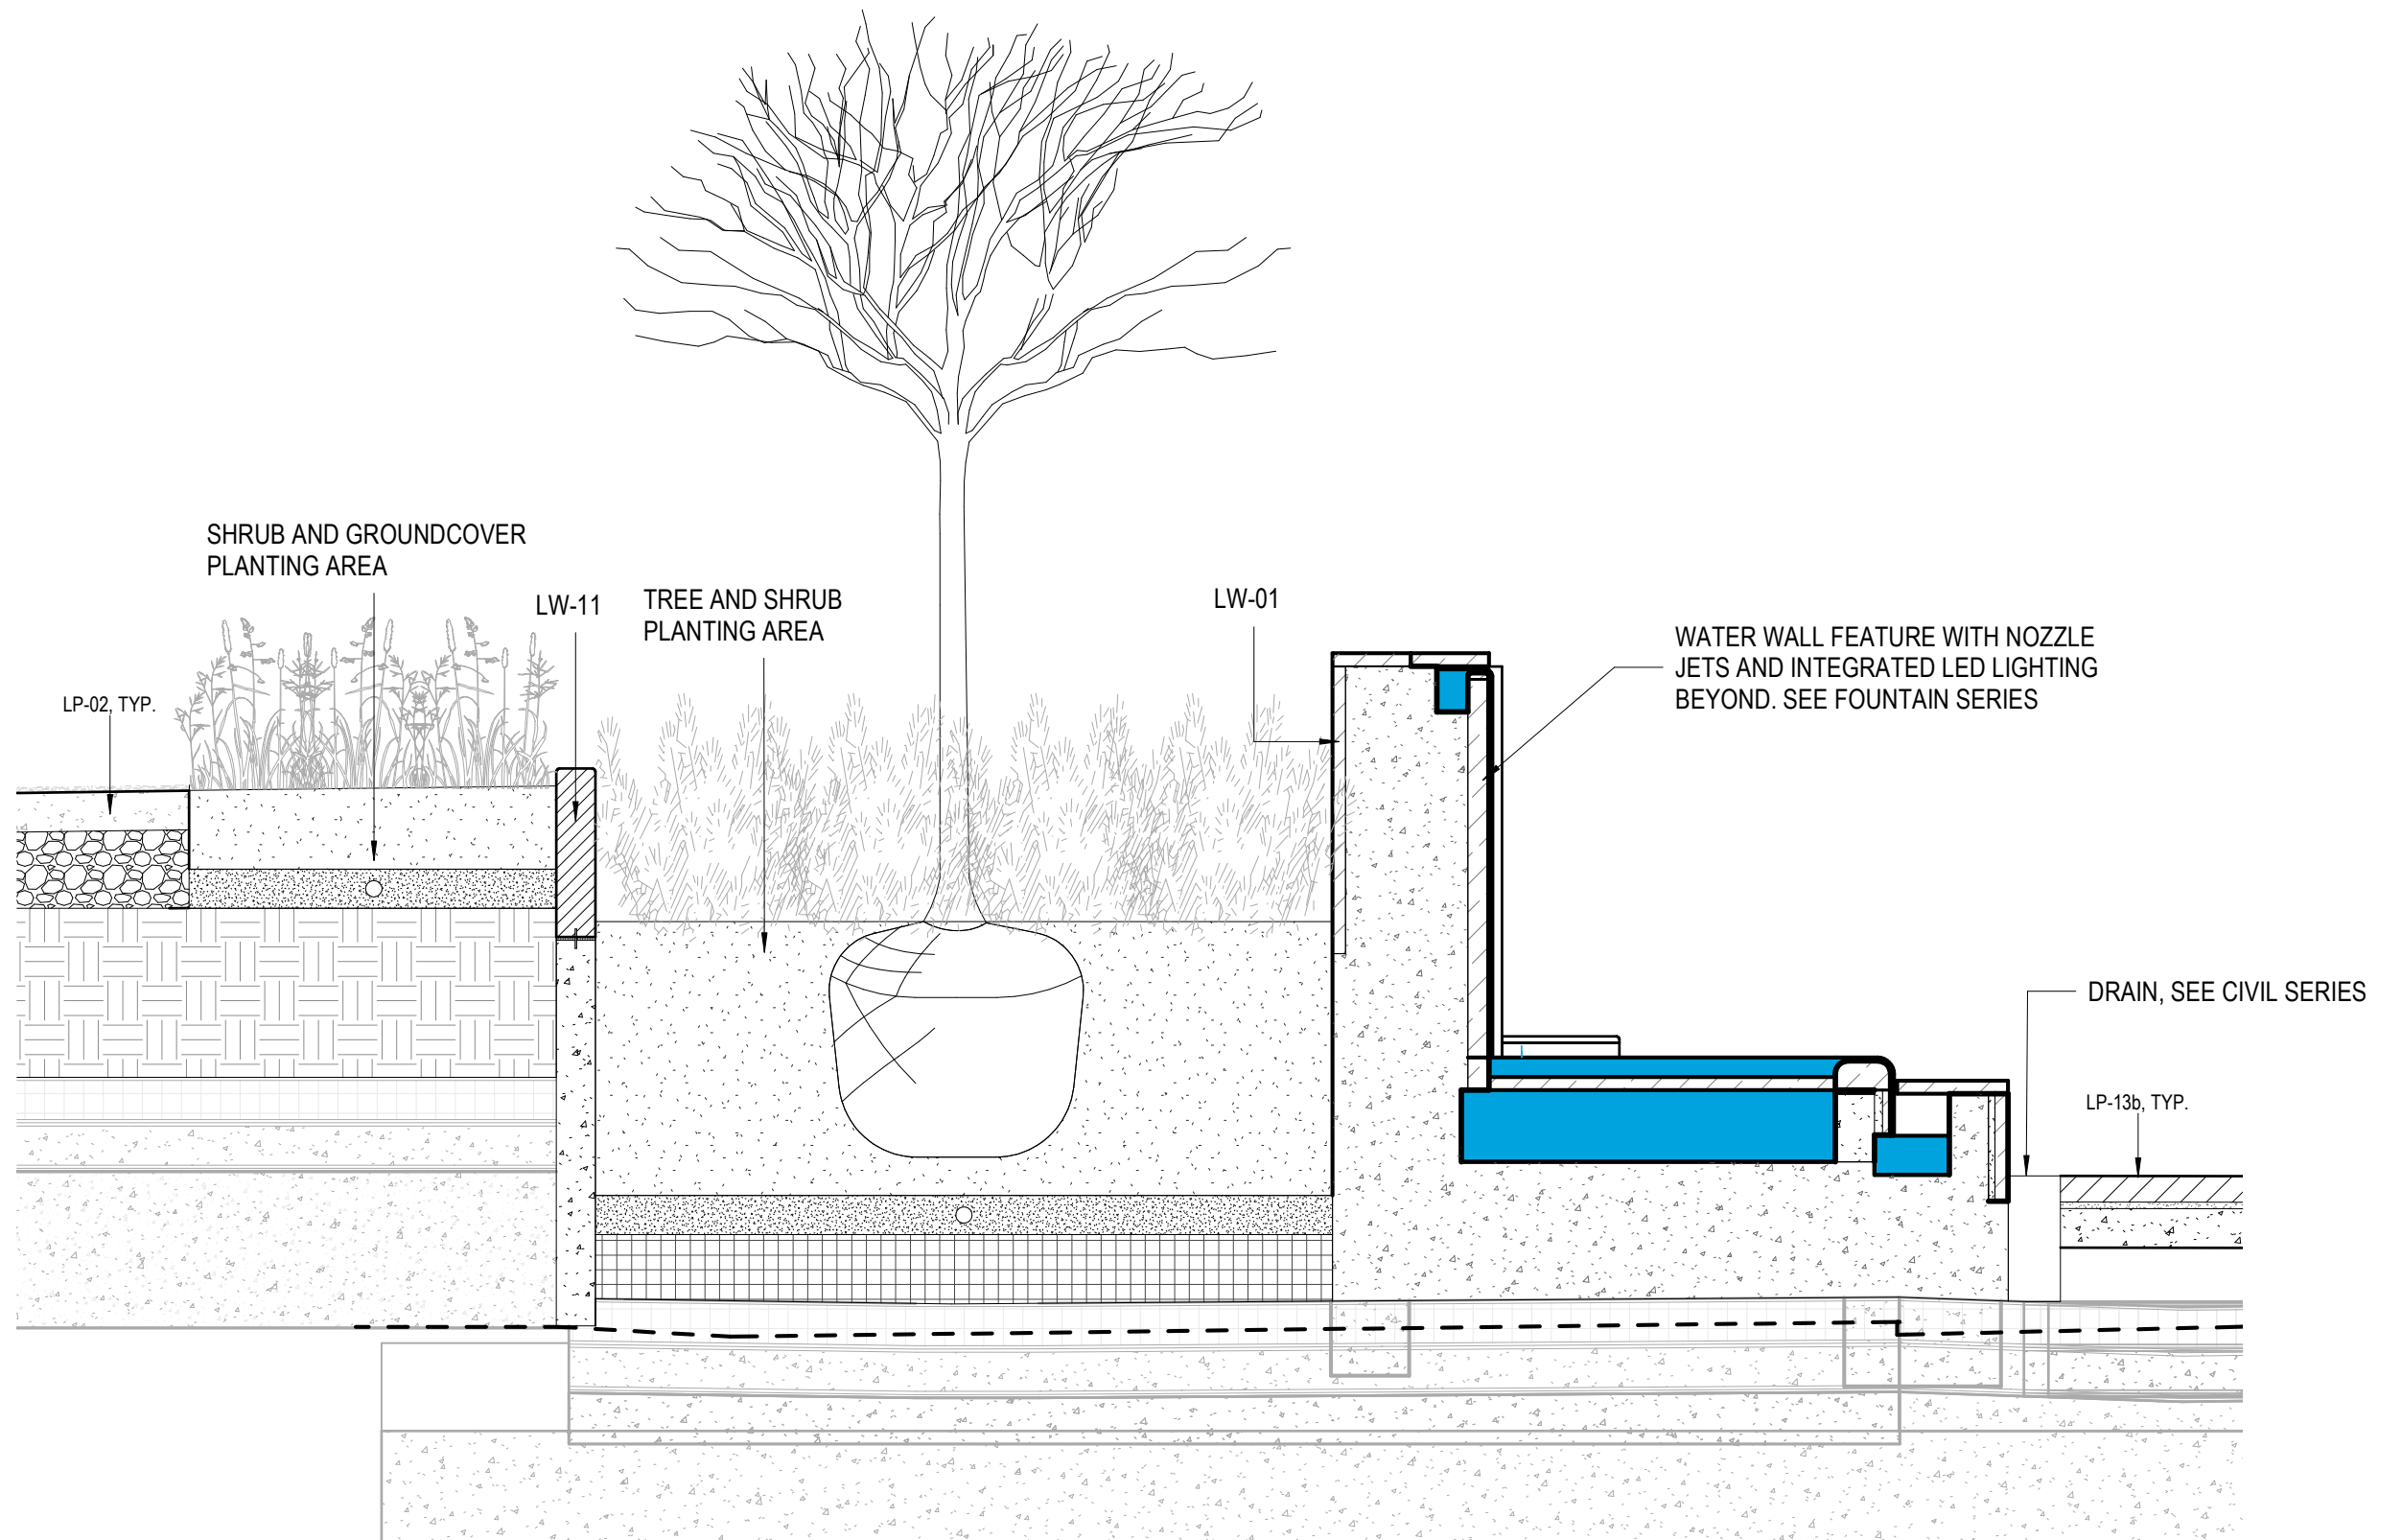 SHRUB AND GROUNDCOVER
PLANTING AREA
LW-11
TREE AND SHRUB
PLANTING AREA
LW-01
WATER WALL FEATURE WITH NOZZLE
JETS AND INTEGRATED LED LIGHTING
BEYOND. SEE FOUNTAIN SERIES
LP-02, TYP.
DRAIN, SEE CIVIL SERIES
LP-13b, TYP.